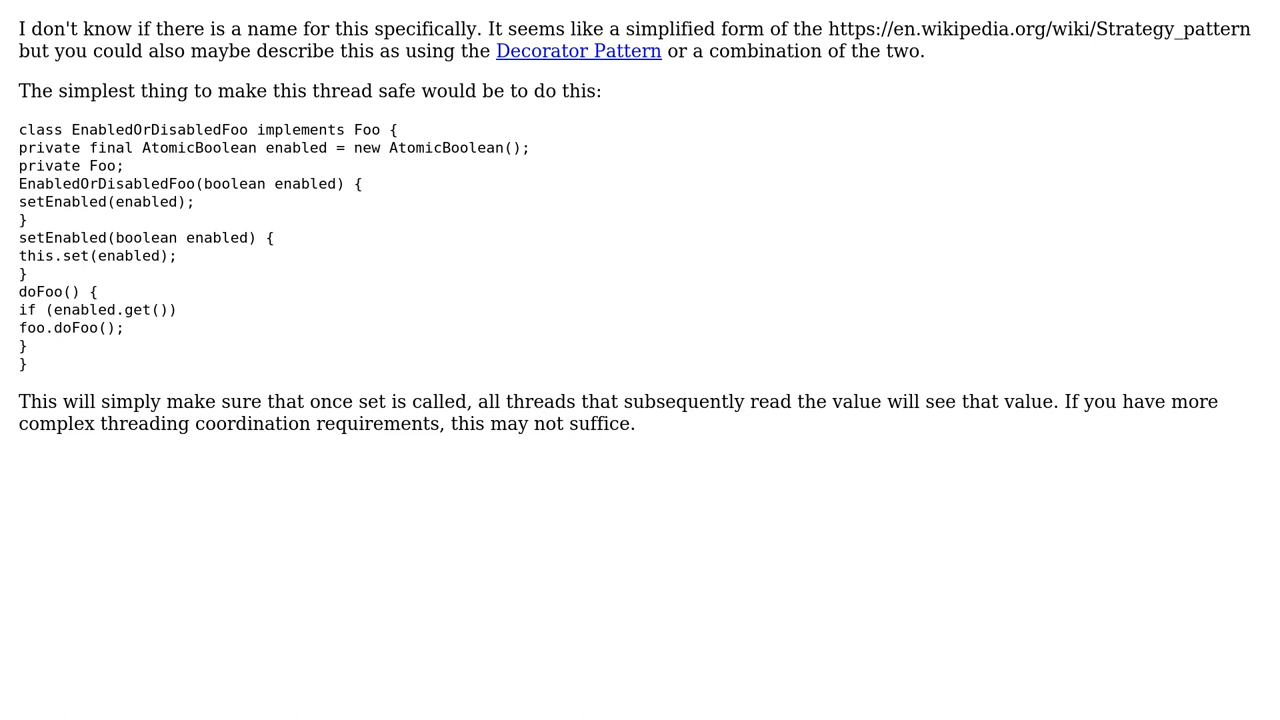 I don't know if there is a name for this specifically. It seems like a simplified form of the https://en.wikipedia.org/wiki/Strategy_pattern
but you could also maybe describe this as using the Decorator Pattern or a combination of the two.
The simplest thing to make this thread safe would be to do this:
class EnabledOrDisabledFoo implements Foo {
private final AtomicBoolean enabled = new AtomicBoolean();
private Foo;
EnabledOrDisabledFoo(boolean enabled) {
setEnabled(enabled);
}
setEnabled(boolean enabled) {
this.set(enabled);
}
doFoo() {
if (enabled.get())
foo.doFoo();
}
}
This will simply make sure that once set is called, all threads that subsequently read the value will see that value. If you have more
complex threading coordination requirements, this may not suffice.